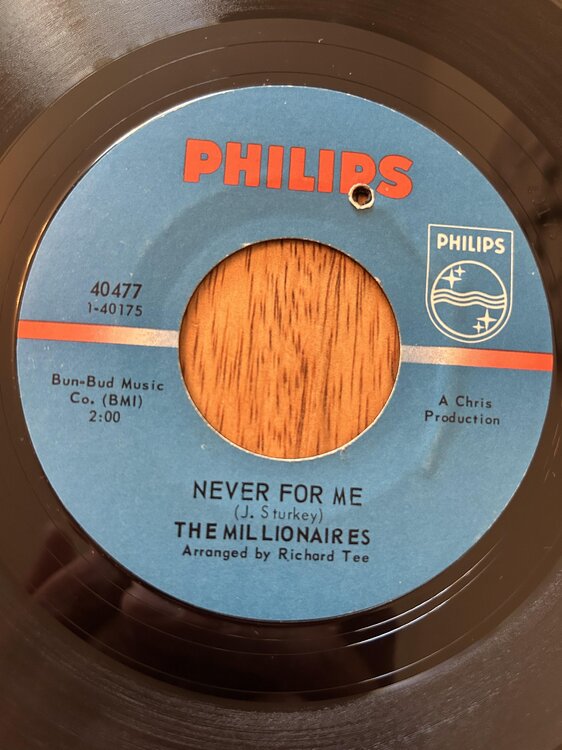 PHILIPS
PHILIPS
40477
1-40175
Bun-Bud Music
Co. (BMI)
2:00
A Chris
Production
NEVER FOR ME
(J. Sturkey)
THE MILLIONAIRES
Arranged by Richard Tee